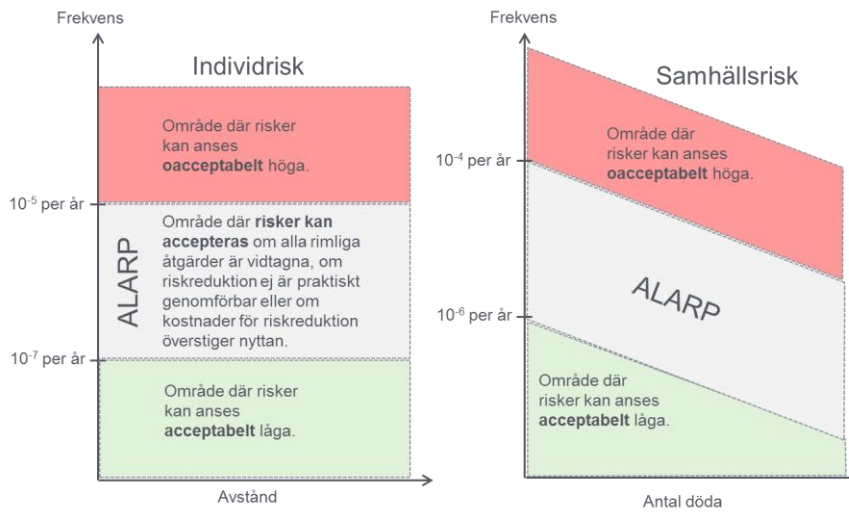 Frekvens
Individrisk
Område där risker
kan anses
oacceptabelt höga.
10-5 per år
ALARP
Område där risker kan
accepteras om alla rimliga
åtgärder är vidtagna, om
riskreduktion ej är praktiskt
genomförbar eller om
kostnader för riskreduktion
överstiger nyttan.
10-7 per år
Område där risker
kan anses
acceptabelt låga.
Avstånd
Frekvens
Samhällsrisk
Område där
risker kan anses
oacceptabelt höga.
10-4 per år
ALARP
10-6 per år
Område där
risker kan anses
acceptabelt låga.
Antal döda